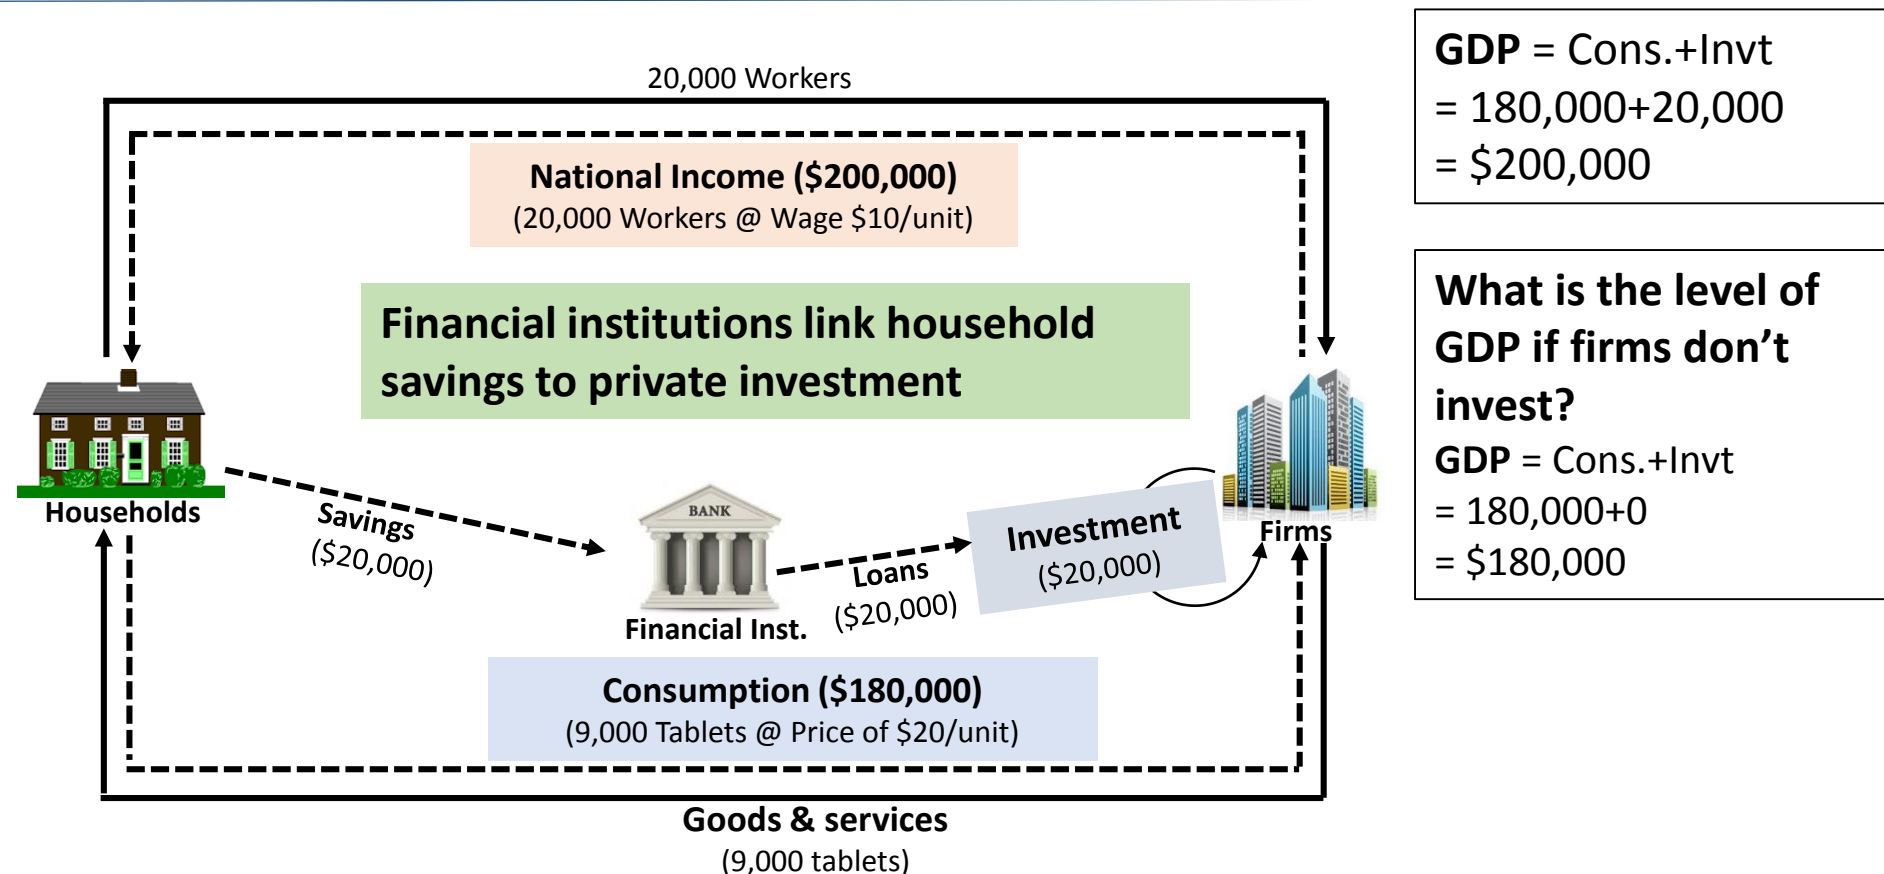 20,000 Workers
National Income ($200,000)
(20,000 Workers @ Wage $10/unit)
Financial institutions link household
savings to private investment
Households
Savings
($20,000)
BANK
Financial Inst.
Loans
($20,000)
Investment
($20,000)
Firms
Consumption ($180,000)
(9,000 Tablets @ Price of $20/unit)
Goods & services
(9,000 tablets)
GDP = Cons.+Invt
= 180,000+20,000
= $200,000
What is the level of
GDP if firms don’t
invest?
GDP = Cons.+Invt
= 180,000+0
= $180,000